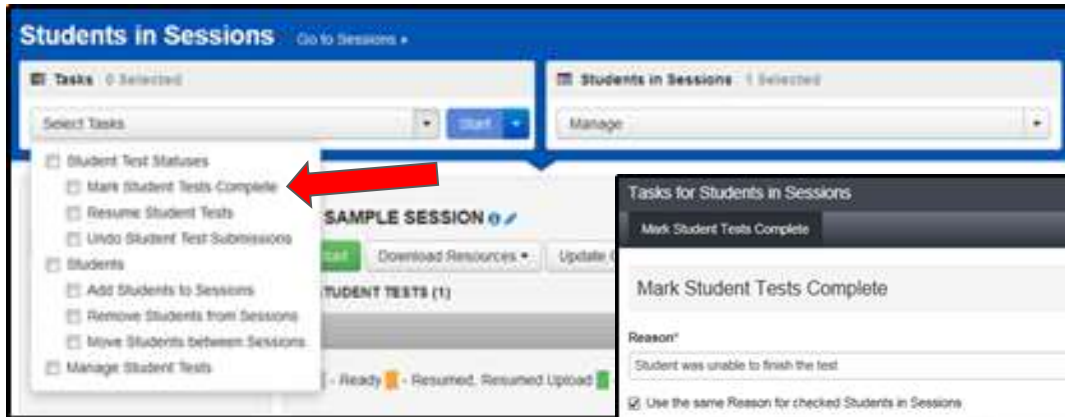 Students in Sessions Go to Sessions »
Tasks 0 Selected
Students in Sessions 1 Selected
Select Tasks
Start
Manage
Student Test Statuses
Mark Student Tests Complete
Resume Student Tests
Undo Student Test Submissions
Students
Add Students to Sessions
Remove Students from Sessions
Move Students between Sessions
Manage Student Tests
SAMPLE SESSION
Download Resources
Update
TUDENT TESTS (1)
- Ready - Resumed, Resumed Upload
Tasks for Students in Sessions
Mark Student Tests Complete
Mark Student Tests Complete
Reason*
Student was unable to finish the test
Use the same Reason for checked Students in Sessions